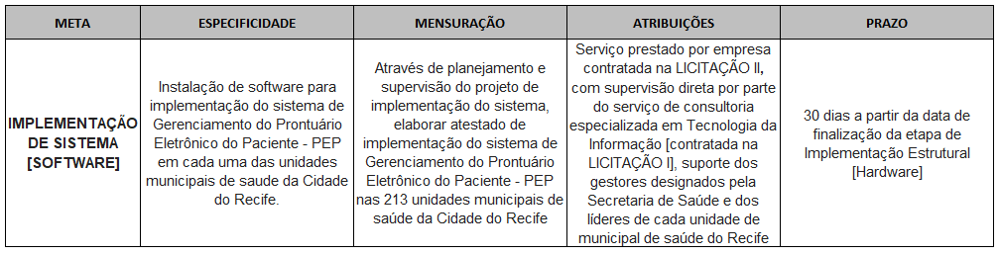 META
ESPECIFICIDADE
MENSURAÇÃO
ATRIBUIÇÕES
PRAZO
IMPLEMENTAÇÃO
DE SISTEMA
[SOFTWARE]
Instalação de software para
implementação do sistema de
Gerenciamento do Prontuário
Eletrônico do Paciente - PEP
em cada uma das unidades
municipais de saude da Cidade
do Recife.
Através de planejamento e
supervisão do projeto de
implementação do sistema,
elaborar atestado de
implementação do sistema de
Gerenciamento do Prontuário
Eletrônico do Paciente - PEP
nas 213 unidades municipais de
saúde da Cidade do Recife
Serviço prestado por empresa
contratada na LICITAÇÃO II,
com supervisão direta por parte
do serviço de consultoria
especializada em Tecnologia da
Informação [contratada na
LICITAÇÃO I], suporte dos
gestores designados pela
Secretaria de Saúde e dos
líderes de cada unidade de
municipal de saúde do Recife
30 dias a partir da data de
finalização da etapa de
Implementação Estrutural
[Hardware]